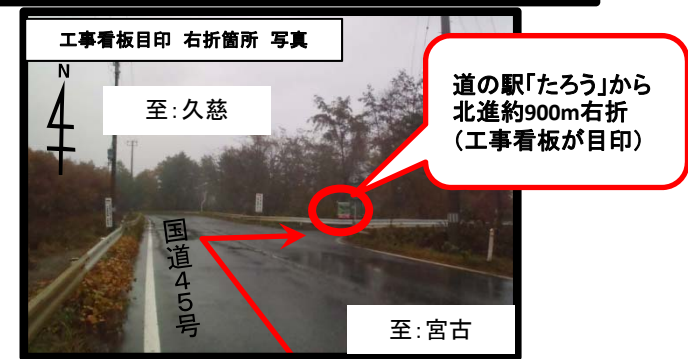 工事看板目印 右折箇所 写真
N
至:久慈
道の駅「たろう」から
北進約900m右折
(工事看板が目印)
国道45号
至:宮古